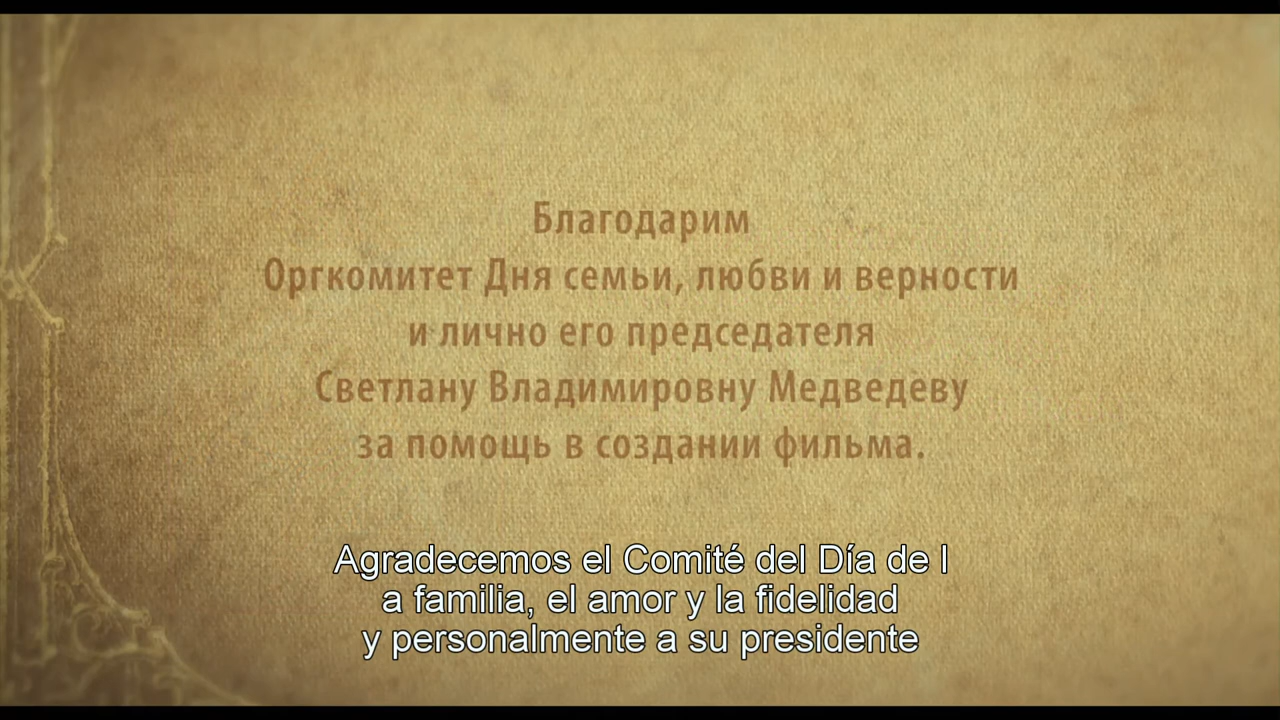 Благодарим
Оргкомитет Дня семьи, любви и верности
и лично его председателя
Светлану Владимировну Медведеву
за помощь в создании фильма.
Agradecemos el Comité del Día de l
a familia, el amor y la fidelidad
y personalmente a su presidente